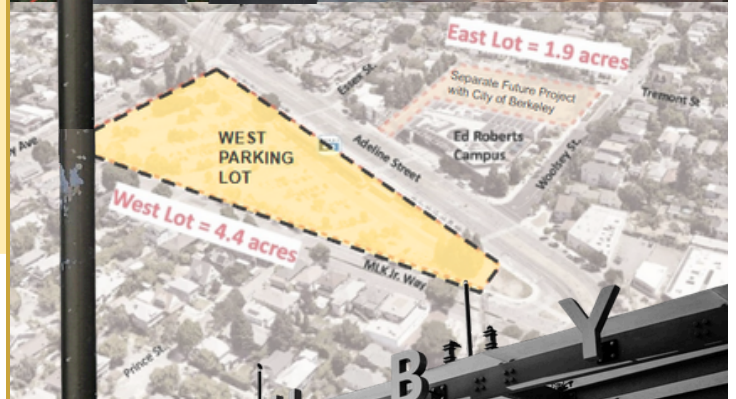 East Lot = 1.9 acres
Separate Future Project
with City of Berkeley
Tremont St
Essex St.
Ed Roberts
Campus
WEST
PARKING
LOT
Adeline Street
Woolsey St.
y Ave
West Lot = 4.4 acres
MLK Jr. Way
Prince St
B
Y